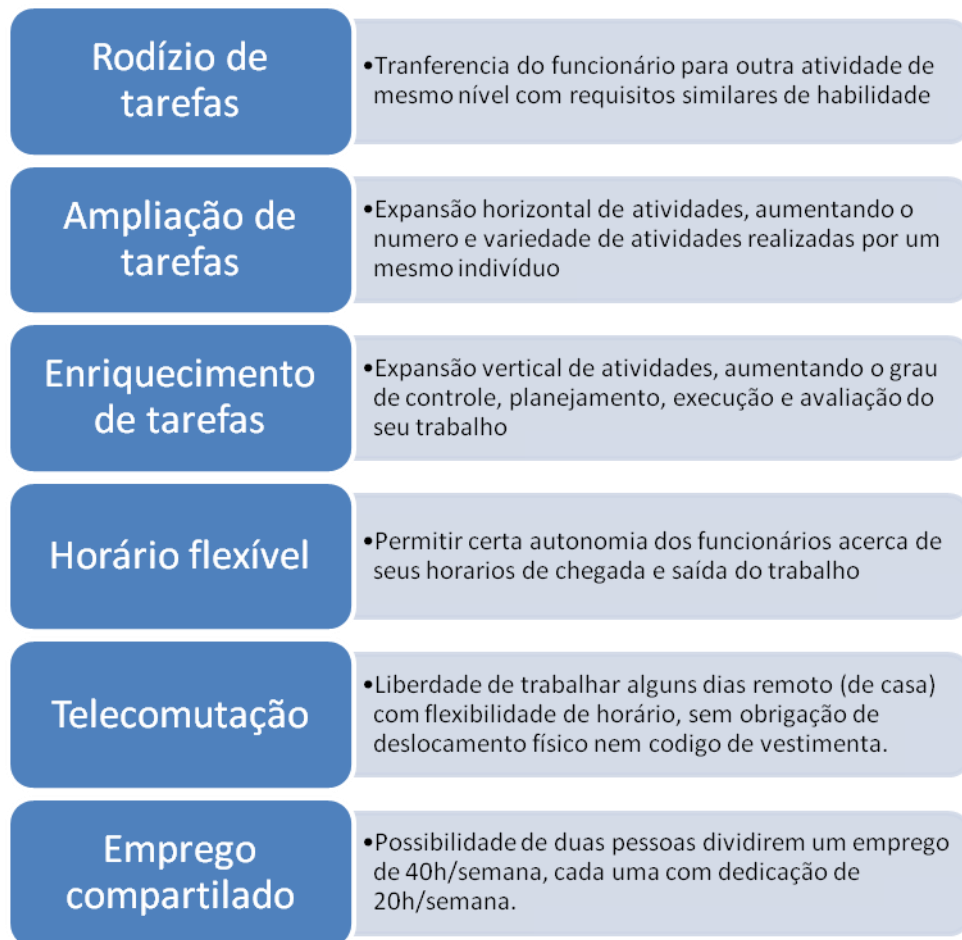 Rodízio de
tarefas
•Tranferencia do funcionário para outra atividade de
mesmo nível com requisitos similares de habilidade
Ampliação de
tarefas
•Expansão horizontal de atividades, aumentando o
numero e variedade de atividades realizadas por um
mesmo indivíduo
Enriquecimento
de tarefas
•Expansão vertical de atividades, aumentando o grau
de controle, planejamento, execução e avaliação do
seu trabalho
Horário flexível
•Permitir certa autonomia dos funcionários acerca de
seus horarios de chegada e saída do trabalho
Telecomutação
•Liberdade de trabalhar alguns dias remoto (de casa)
com flexibilidade de horário, sem obrigação de
deslocamento físico nem codigo de vestimenta.
Emprego
compartilado
•Possibilidade de duas pessoas dividirem um emprego
de 40h/semana, cada uma com dedicação de
20h/semana.